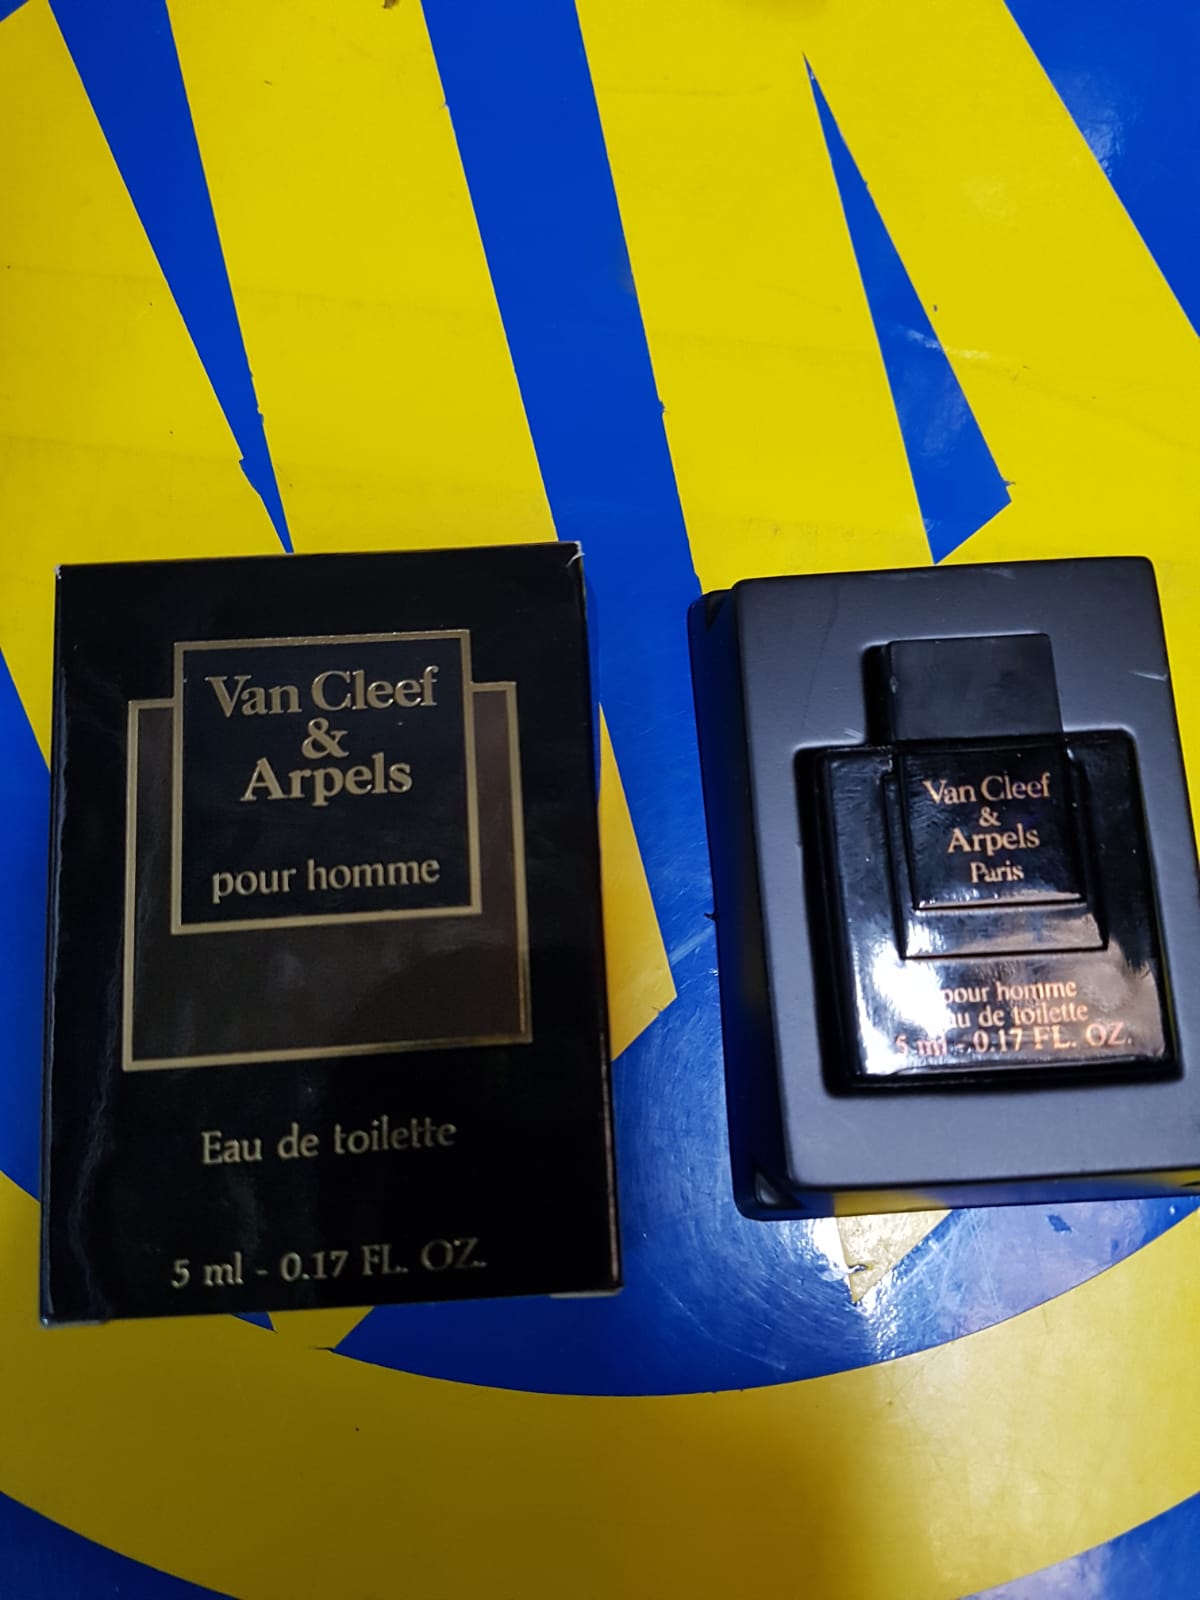 Van Cleef
&
Arpels
pour homme
Eau de toilette
5 ml - 0.17 FL. OZ.
Van Cleef
&
Arpels
Paris
pour homme
Eau de toilette
5 ml - 0.17 FL. OZ.